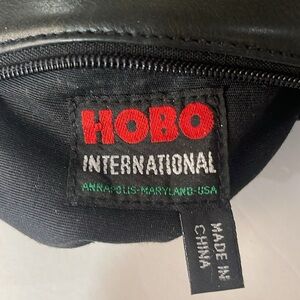 HOBO
INTERNATIONAL
ANNAPOLIS-MARYLAND-USA
MADE IN
CHINA